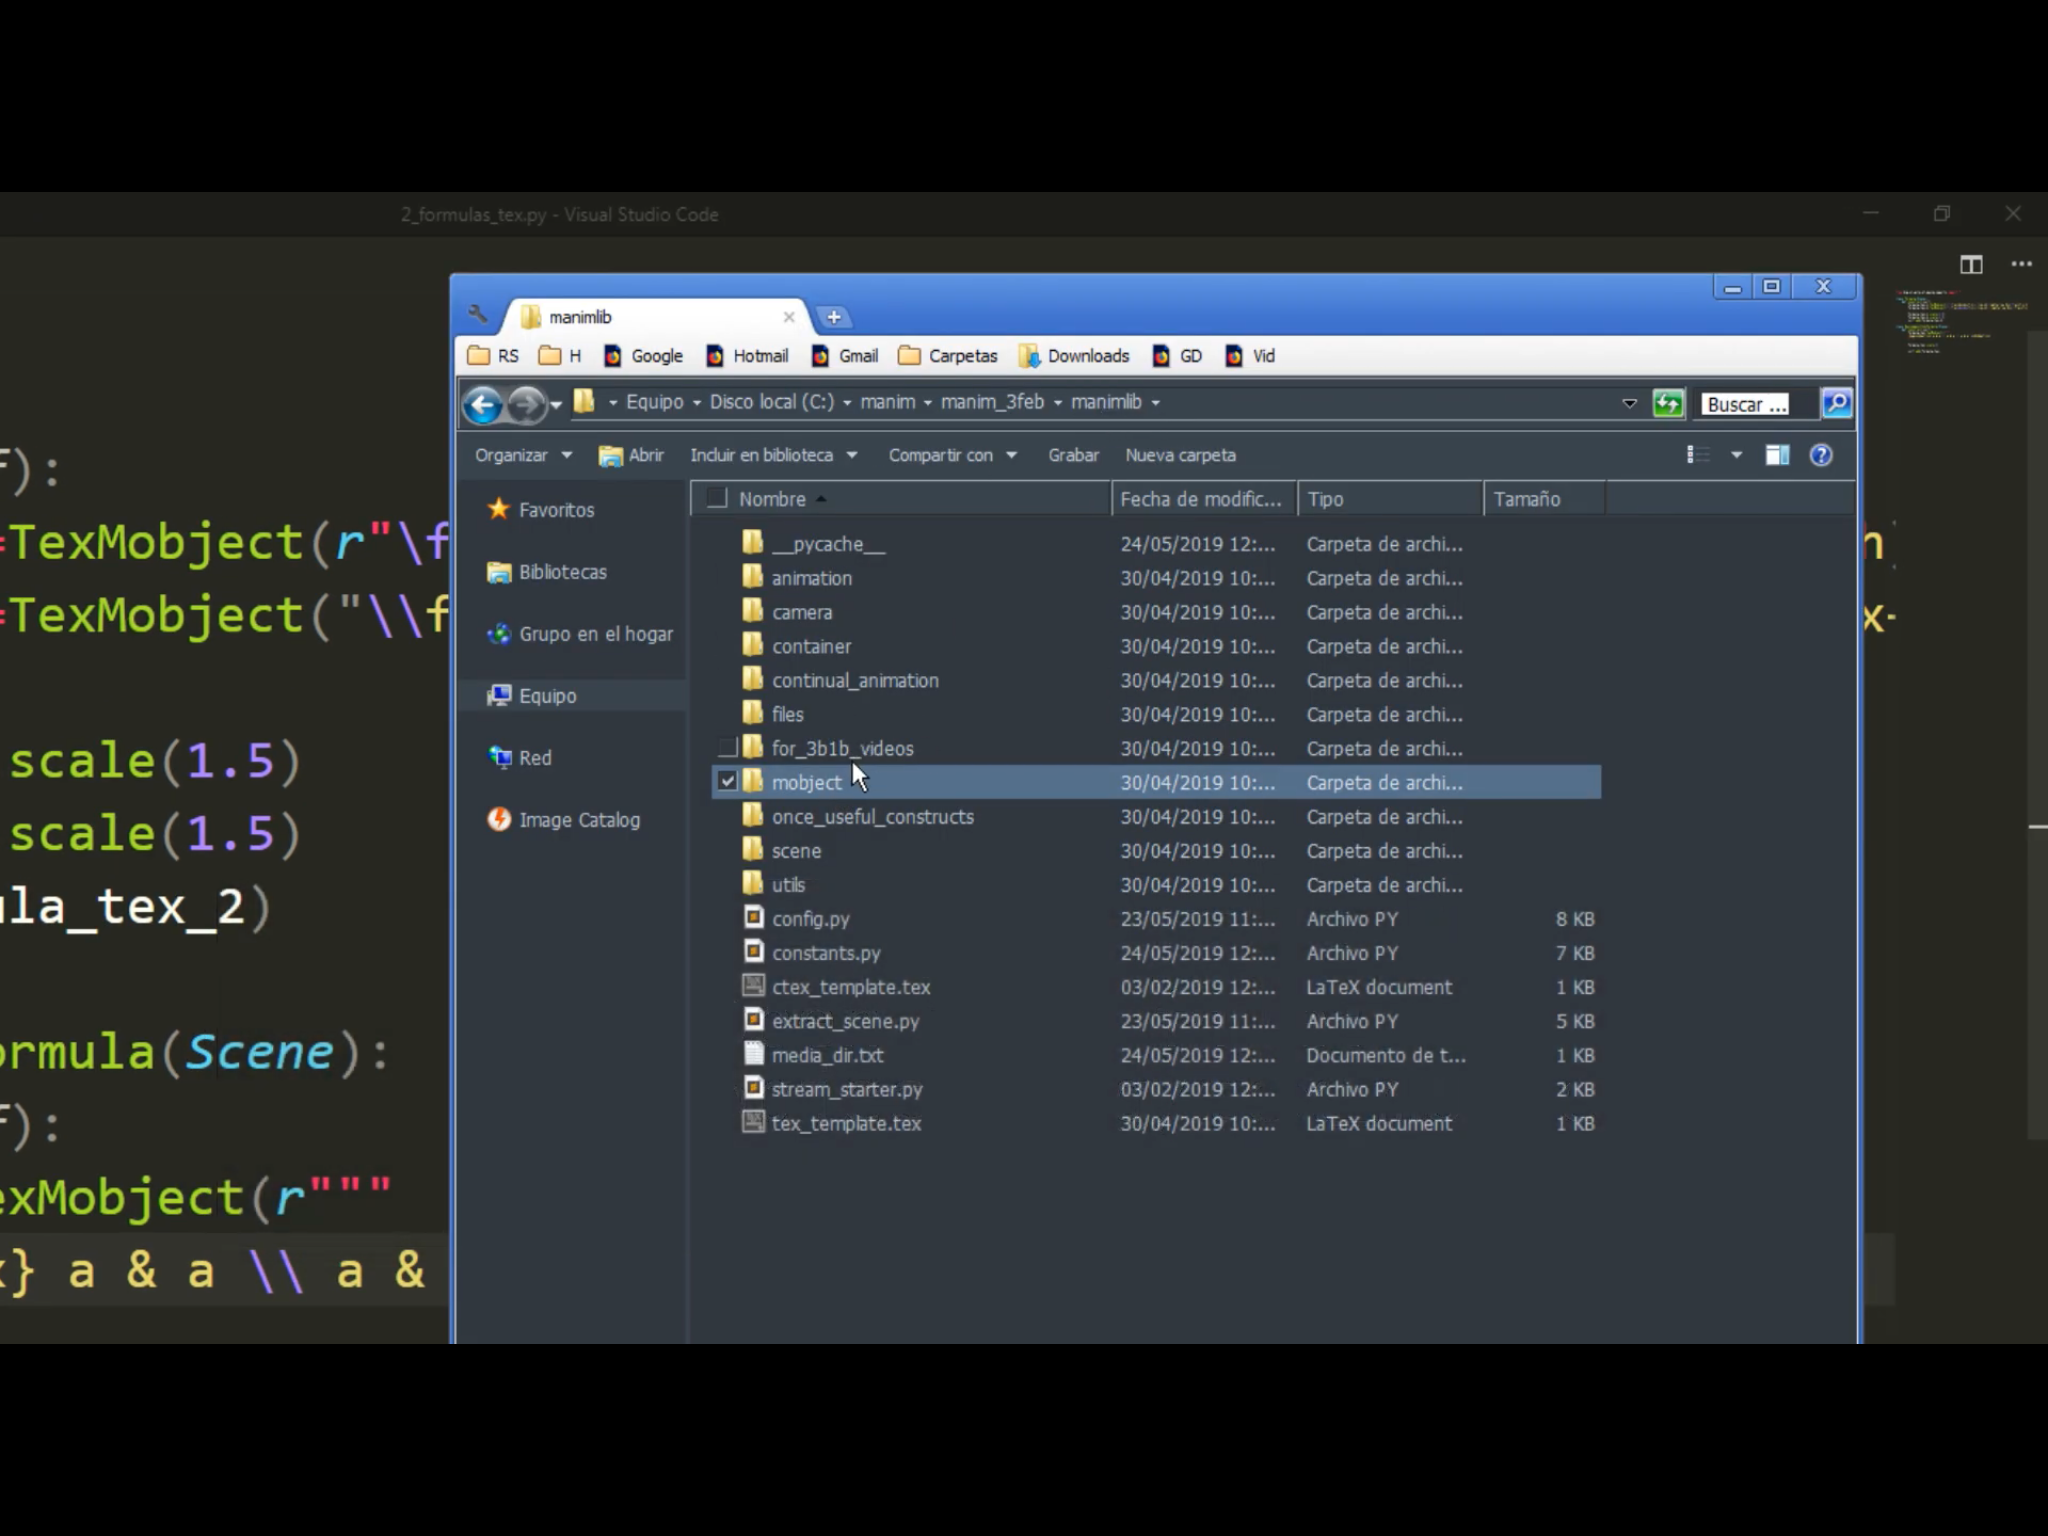 2_formulas_tex.py - Visual Studio Code
manimlib
RS H Google Hotmail Gmail Carpetas Downloads GD Vid
Equipo Disco local (C:) manim manim_3feb manimlib
Buscar ...
Organizar Abrir Incluir en biblioteca Compartir con Grabar Nueva carpeta
Favoritos
Bibliotecas
Grupo en el hogar
Equipo
Red
Image Catalog
Nombre Fecha de modific... Tipo Tamaño
__pycache__ 24/05/2019 12:... Carpeta de archi...
animation 30/04/2019 10:... Carpeta de archi...
camera 30/04/2019 10:... Carpeta de archi...
container 30/04/2019 10:... Carpeta de archi...
continual_animation 30/04/2019 10:... Carpeta de archi...
files 30/04/2019 10:... Carpeta de archi...
for_3b1b_videos 30/04/2019 10:... Carpeta de archi...
mobject 30/04/2019 10:... Carpeta de archi...
once_useful_constructs 30/04/2019 10:... Carpeta de archi...
scene 30/04/2019 10:... Carpeta de archi...
utils 30/04/2019 10:... Carpeta de archi...
config.py 23/05/2019 11:... Archivo PY 8 KB
constants.py 24/05/2019 12:... Archivo PY 7 KB
ctex_template.tex 03/02/2019 12:... LaTeX document 1 KB
extract_scene.py 23/05/2019 11:... Archivo PY 5 KB
media_dir.txt 24/05/2019 12:... Documento de t... 1 KB
stream_starter.py 03/02/2019 12:... Archivo PY 2 KB
tex_template.tex 30/04/2019 10:... LaTeX document 1 KB
f):
=TexMobject(r"\f
=TexMobject("\\f
x-
scale(1.5)
scale(1.5)
ula_tex_2)
ormula(Scene):
f):
exMobject(r"""
x} a & a \\ a &